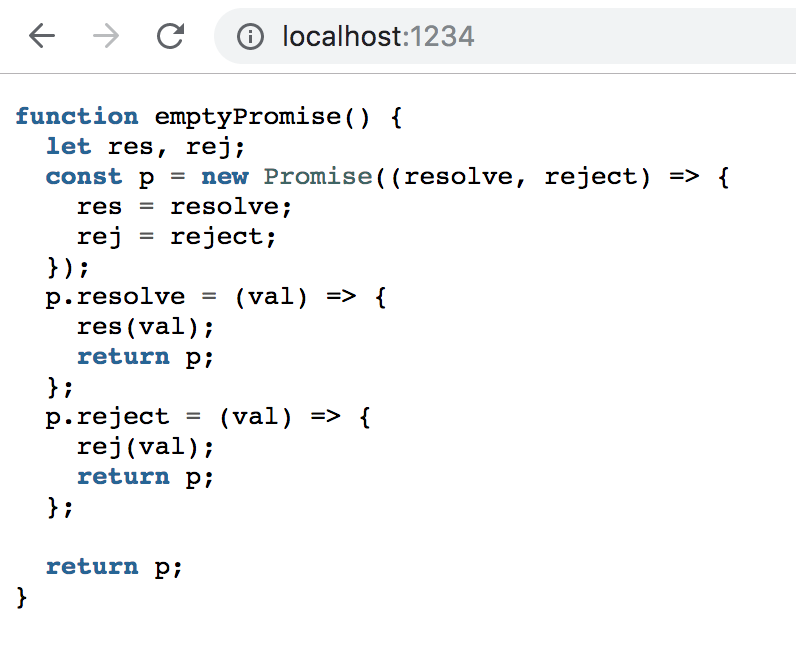 localhost:1234
function emptyPromise() {
  let res, rej;
  const p = new Promise((resolve, reject) => {
    res = resolve;
    rej = reject;
  });
  p.resolve = (val) => {
    res(val);
    return p;
  };
  p.reject = (val) => {
    rej(val);
    return p;
  };

  return p;
}